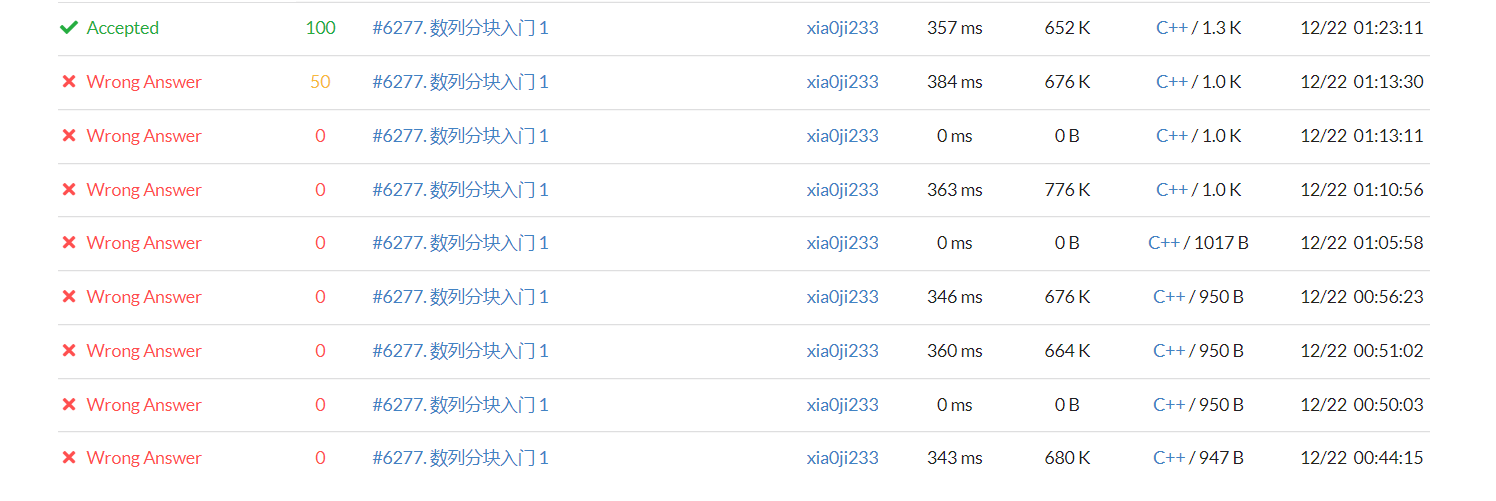 Accepted 100 #6277. 数列分块入门 1 xia0ji233 357 ms 652 K C++ / 1.3 K 12/22 01:23:11
Wrong Answer 50 #6277. 数列分块入门 1 xia0ji233 384 ms 676 K C++ / 1.0 K 12/22 01:13:30
Wrong Answer 0 #6277. 数列分块入门 1 xia0ji233 0 ms 0 B C++ / 1.0 K 12/22 01:13:11
Wrong Answer 0 #6277. 数列分块入门 1 xia0ji233 363 ms 776 K C++ / 1.0 K 12/22 01:10:56
Wrong Answer 0 #6277. 数列分块入门 1 xia0ji233 0 ms 0 B C++ / 1017 B 12/22 01:05:58
Wrong Answer 0 #6277. 数列分块入门 1 xia0ji233 346 ms 676 K C++ / 950 B 12/22 00:56:23
Wrong Answer 0 #6277. 数列分块入门 1 xia0ji233 360 ms 664 K C++ / 950 B 12/22 00:51:02
Wrong Answer 0 #6277. 数列分块入门 1 xia0ji233 0 ms 0 B C++ / 950 B 12/22 00:50:03
Wrong Answer 0 #6277. 数列分块入门 1 xia0ji233 343 ms 680 K C++ / 947 B 12/22 00:44:15